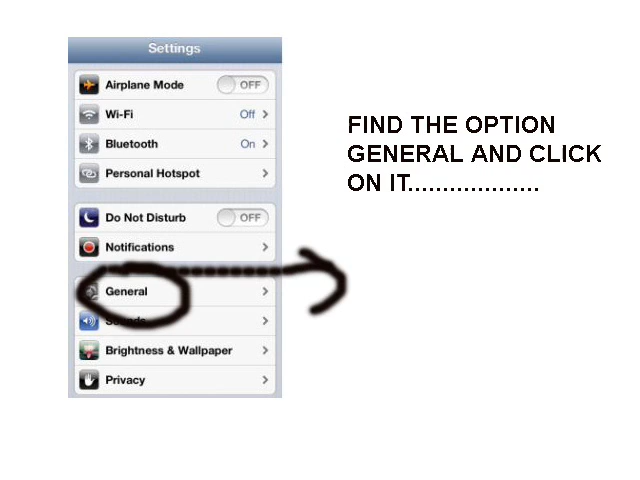 Settings
Airplane Mode OFF
Wi-Fi Off
Bluetooth On
Personal Hotspot
Do Not Disturb OFF
Notifications
General
Sounds
Brightness & Wallpaper
Privacy
FIND THE OPTION
GENERAL AND CLICK
ON IT...................